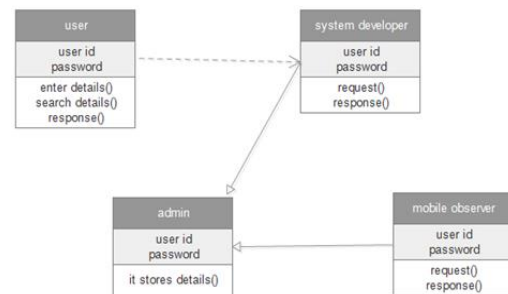 user
user id
password
enter details()
search details()
response()
system developer
user id
password
request()
response()
admin
user id
password
it stores details()
mobile observer
user id
password
request()
response()